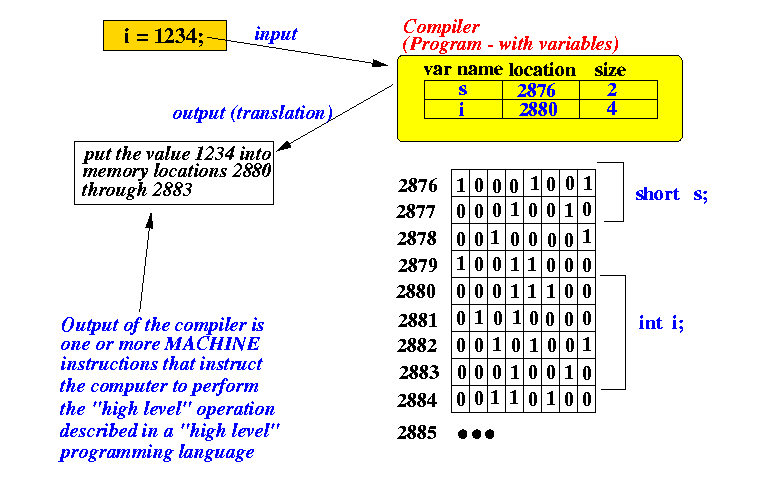 i = 1234;
input
Compiler
(Program - with variables)
var name location size
s 2876 2
i 2880 4
output (translation)
put the value 1234 into
memory locations 2880
through 2883
2876 1 0 0 0 1 0 0 1
2877 0 0 0 1 0 0 1 0
short s;
2878 0 0 1 0 0 0 0 1
2879 1 0 0 1 1 0 0 0
2880 0 0 0 1 1 1 0 0
2881 0 1 0 1 0 0 0 0
int i;
2882 0 0 1 0 1 0 0 1
2883 0 0 0 1 0 0 1 0
2884 0 0 1 1 0 1 0 0
2885 ●●●
Output of the compiler is
one or more MACHINE
instructions that instruct
the computer to perform
the "high level" operation
described in a "high level"
programming language